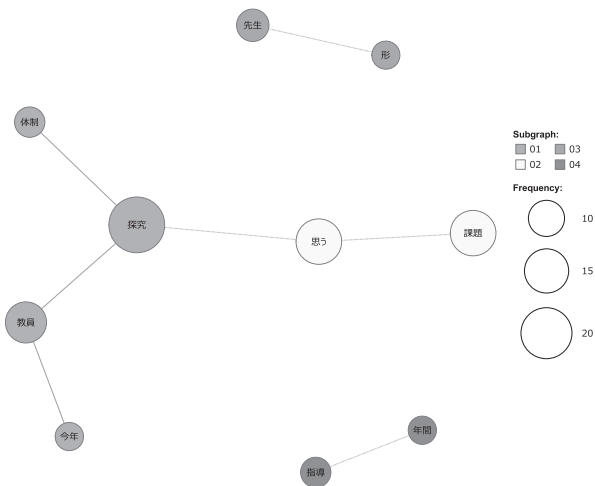 先生
形
体制
探究
思う
課題
教員
今年
年間
指導
Subgraph:
01 03
02 04
Frequency:
10
15
20